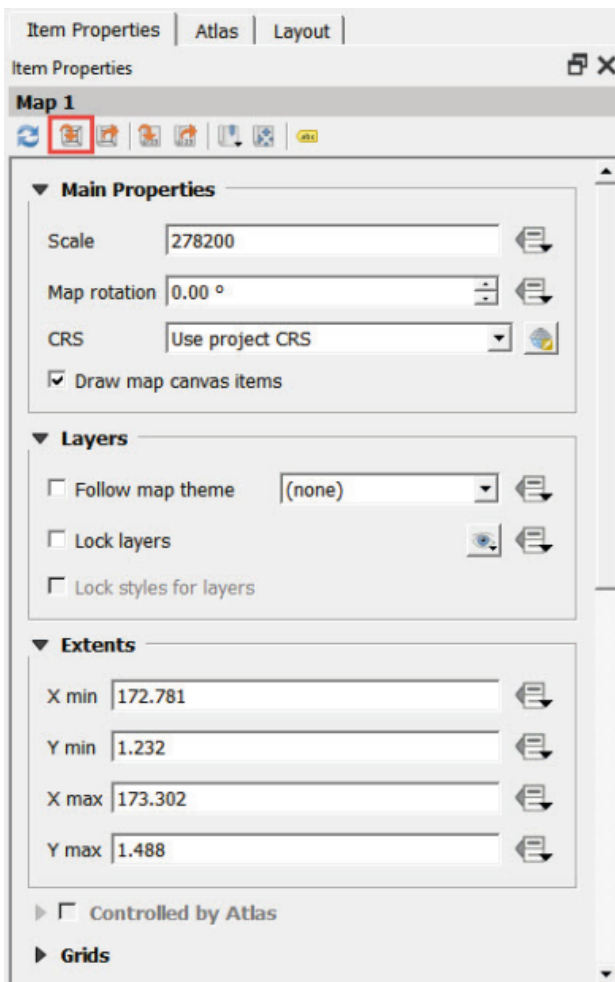 Item Properties Atlas Layout
Item Properties
Map 1
abc
Main Properties
Scale 278200
Map rotation 0.00 °
CRS Use project CRS
Draw map canvas items
Layers
Follow map theme (none)
Lock layers
Lock styles for layers
Extents
X min 172.781
Y min 1.232
X max 173.302
Y max 1.488
Controlled by Atlas
Grids